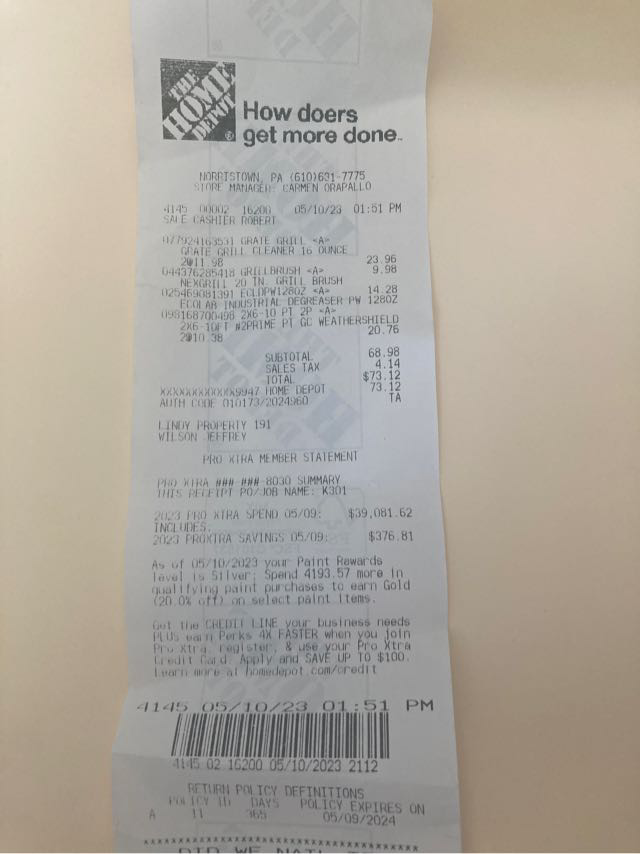 THE
HOME
DEPOT
How doers
get more done.
NORRISTOWN, PA (610)631-7775
STORE MANAGER: CARMEN ORAPALLO
4145 00002 16200 05/10/23 01:51 PM
SALE CASHIER ROBERT
077924163531 GRATE GRILL <A>
GRATE GRILL CLEANER 16 OUNCE
2@11.98 23.96
044376285418 GRILLBRUSH <A> 9.98
NEXGRILL 20 IN. GRILL BRUSH
025469081391 ECLDPW128OZ <A> 14.28
ECOLAB INDUSTRIAL DEGREASER PW 128OZ
098168700498 2X6-10 PT 2P <A>
2X6-10FT #2PRIME PT GC WEATHERSHIELD
2@10.38 20.76
SUBTOTAL 68.98
SALES TAX 4.14
TOTAL $73.12
XXXXXXXXXXXX9947 HOME DEPOT 73.12
AUTH CODE 010173/2024960 TA
LINDY PROPERTY 191
WILSON JEFFREY
PRO XTRA MEMBER STATEMENT
PRO XTRA ###-###-8030 SUMMARY
THIS RECEIPT PO/JOB NAME: K301
2023 PRO XTRA SPEND 05/09: $39,081.62
INCLUDES:
2023 PROXTRA SAVINGS 05/09: $376.81
As of 05/10/2023 your Paint Rewards
level is Silver; Spend 4193.57 more in
qualifying paint purchases to earn Gold
(20.0% off) on select paint items.
Get the CREDIT LINE your business needs
PLUS earn Perks 4X FASTER when you join
Pro Xtra, register, & use your Pro Xtra
Credit Card. Apply and SAVE UP TO $100.
Learn more at homedepot.com/credit
4145 05/10/23 01:51 PM
4145 02 16200 05/10/2023 2112
RETURN POLICY DEFINITIONS
POLICY ID DAYS POLICY EXPIRES ON
A 11 365 05/09/2024